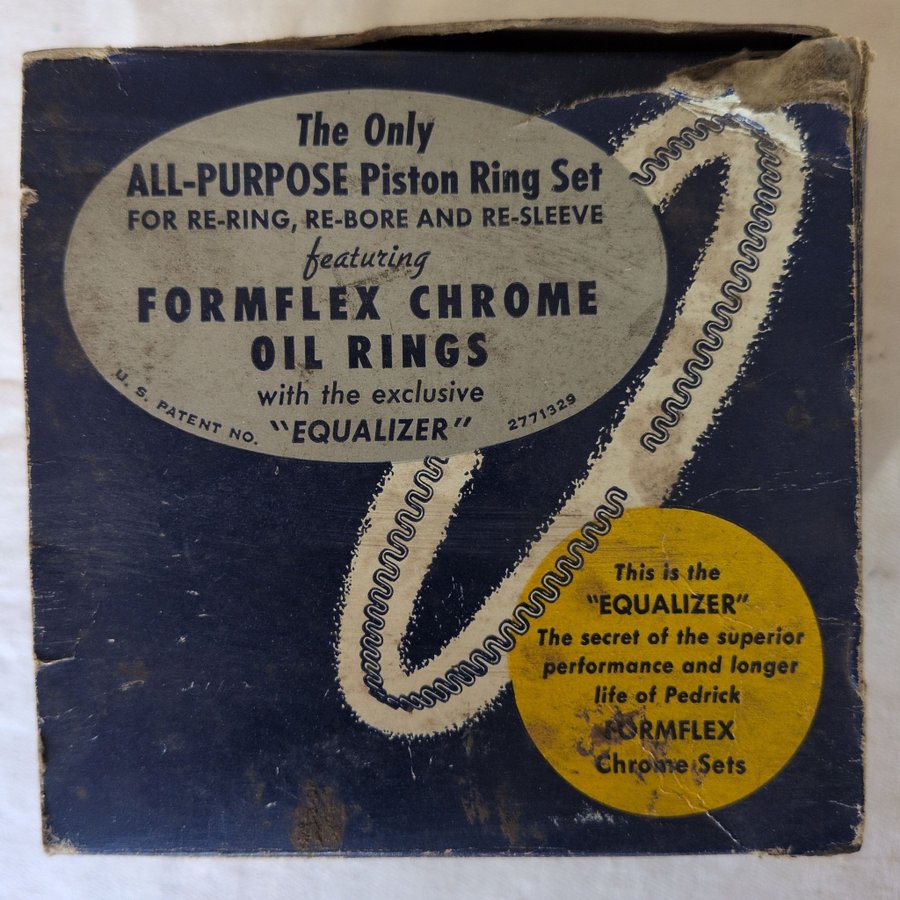 The Only
ALL-PURPOSE Piston Ring Set
FOR RE-RING, RE-BORE AND RE-SLEEVE
featuring
FORMFLEX CHROME
OIL RINGS
with the exclusive
"EQUALIZER"
U. S. PATENT NO. 2771329
This is the
"EQUALIZER"
The secret of the superior
performance and longer
life of Pedrick
FORMFLEX
Chrome Sets